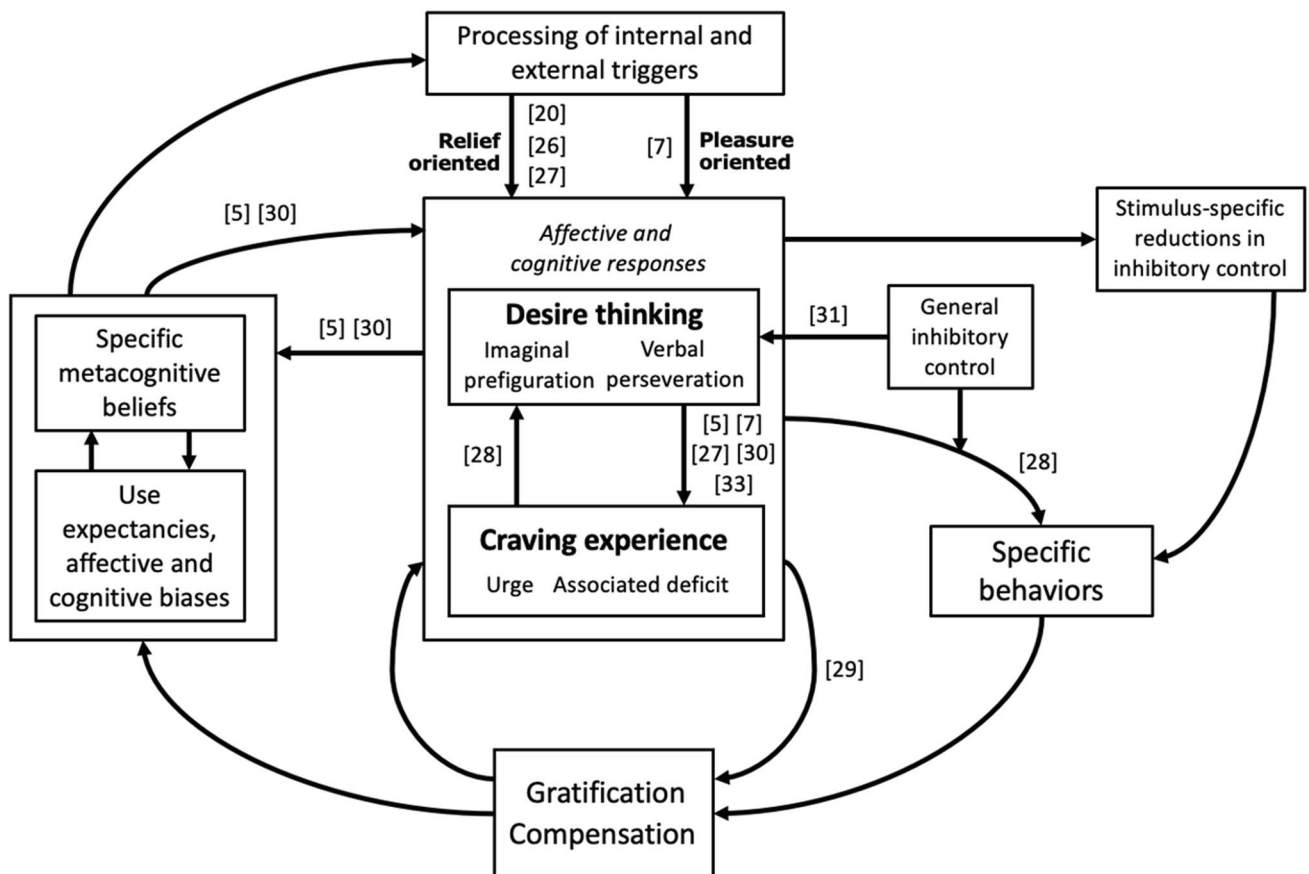 Processing of internal and
external triggers
Relief
oriented
[20]
[26]
[27]
[7]
Pleasure
oriented
[5] [30]
Affective and
cognitive responses
Stimulus-specific
reductions in
inhibitory control
Desire thinking
Imaginal
prefiguration
Verbal
perseveration
[31]
General
inhibitory
control
[5] [30]
Specific
metacognitive
beliefs
Use
expectancies,
affective and
cognitive biases
[28]
[5] [7]
[27] [30]
[33]
[28]
Craving experience
Urge Associated deficit
Specific
behaviors
[29]
Gratification
Compensation